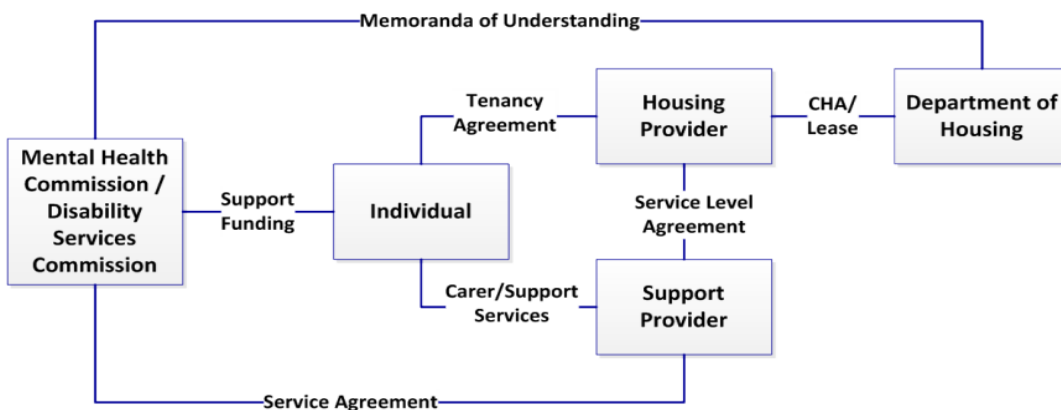 Memoranda of Understanding
Tenancy
Agreement
Housing
Provider
CHA/
Lease
Department of
Housing
Mental Health
Commission /
Disability
Services
Commission
Support
Funding
Individual
Service Level
Agreement
Carer/Support
Services
Support
Provider
Service Agreement